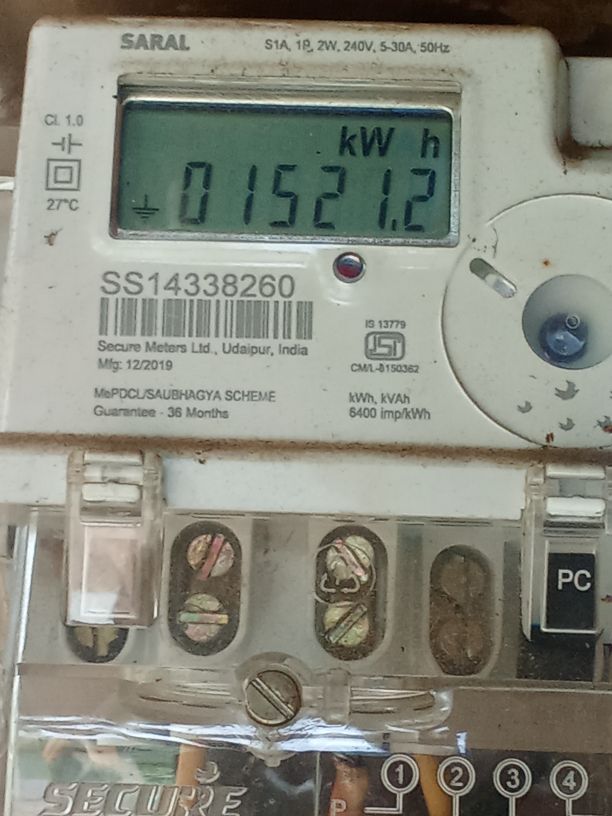 SARAL
S1A, 1P, 2W, 240V, 5-30A, 50Hz
Cl. 1.0
kW h
01521.2
27°C
SS14338260
Secure Meters Ltd., Udaipur, India
Mfg: 12/2019
IS 13779
ISI
CM/L-8150362
MePDCL/SAUBHAGYA SCHEME
Guarantee - 36 Months
kWh, kVAh
6400 imp/kWh
PC
SECURE
P 1 2 3 4